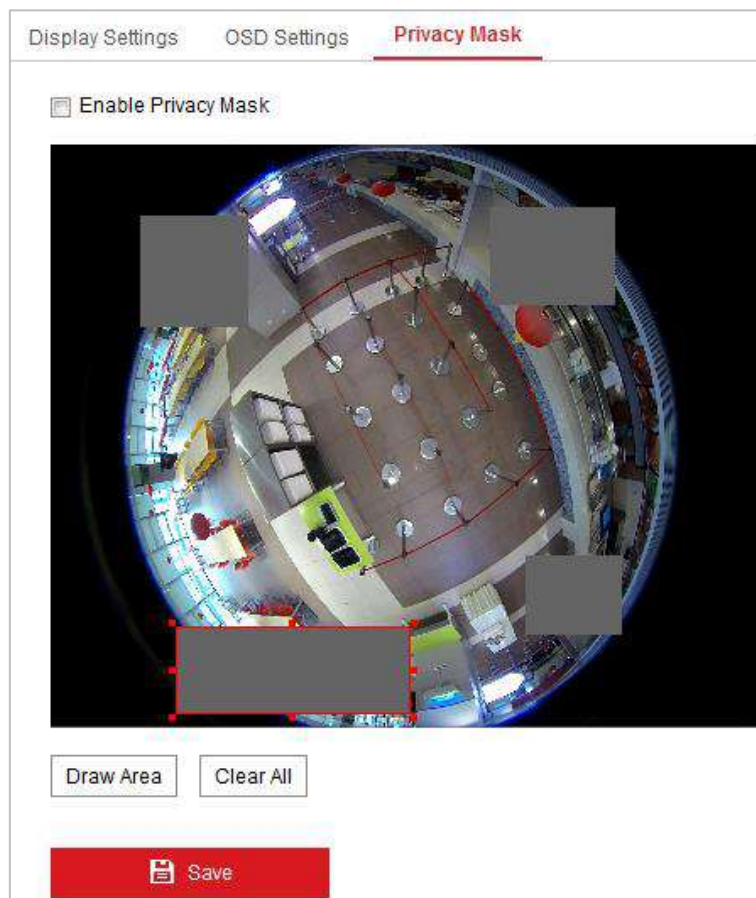 Display Settings OSD Settings Privacy Mask
Enable Privacy Mask
Draw Area Clear All
Save